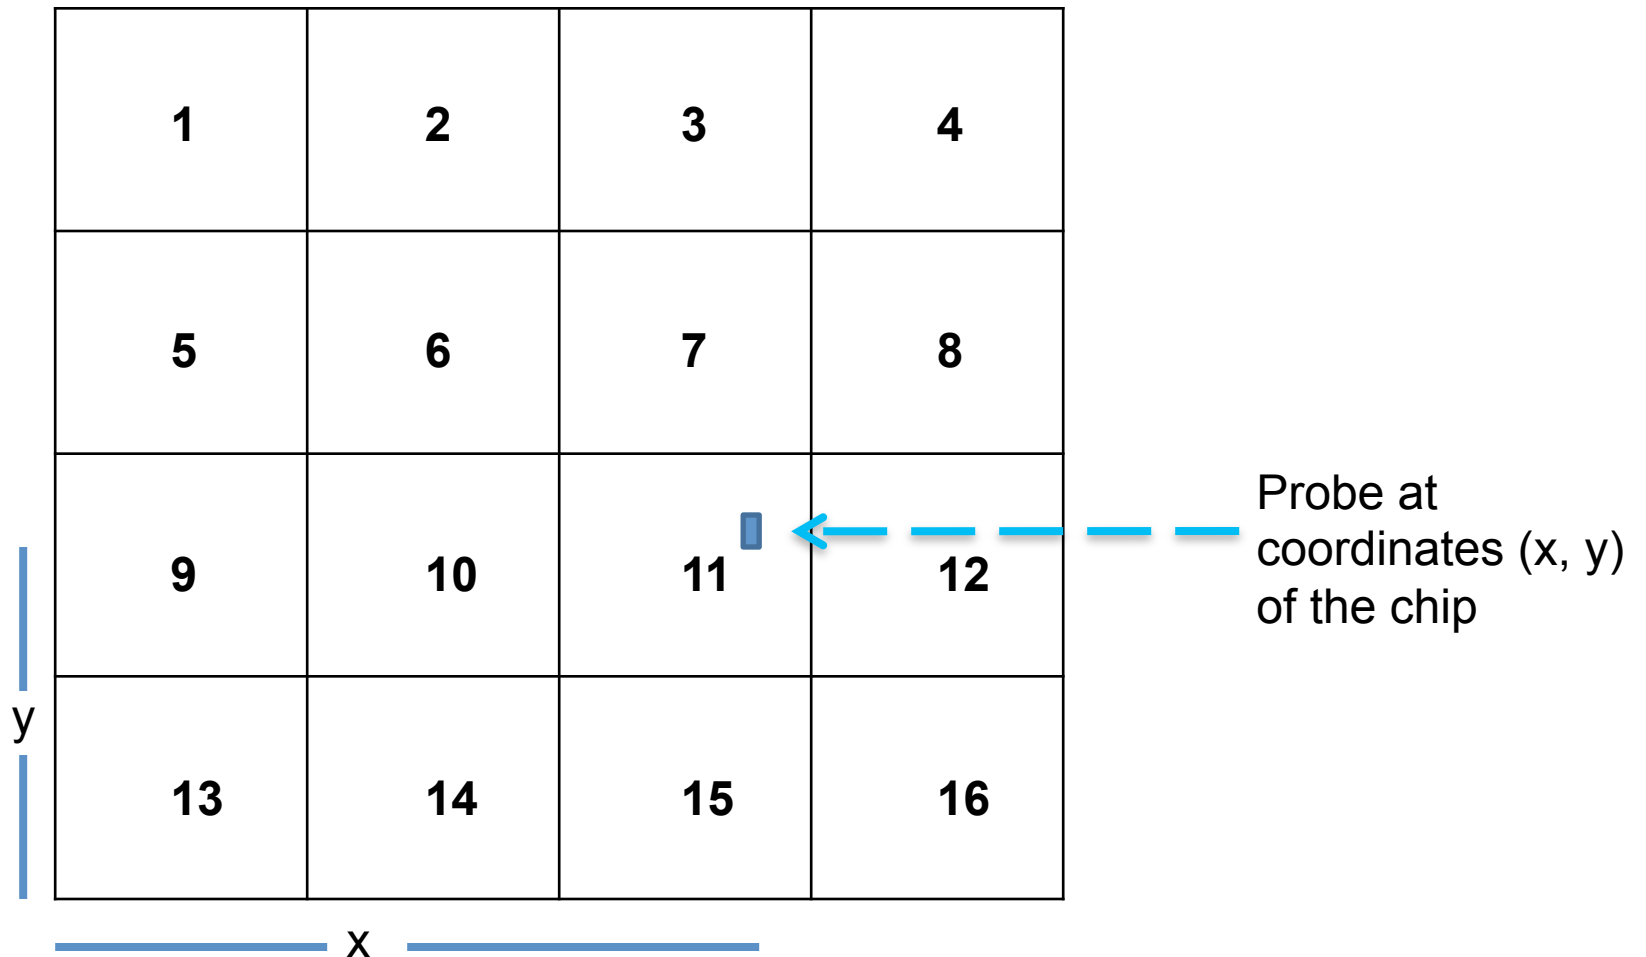 1 2 3 4
5 6 7 8
Probe at
coordinates (x, y)
of the chip
9 10 11 12
y
13 14 15 16
x